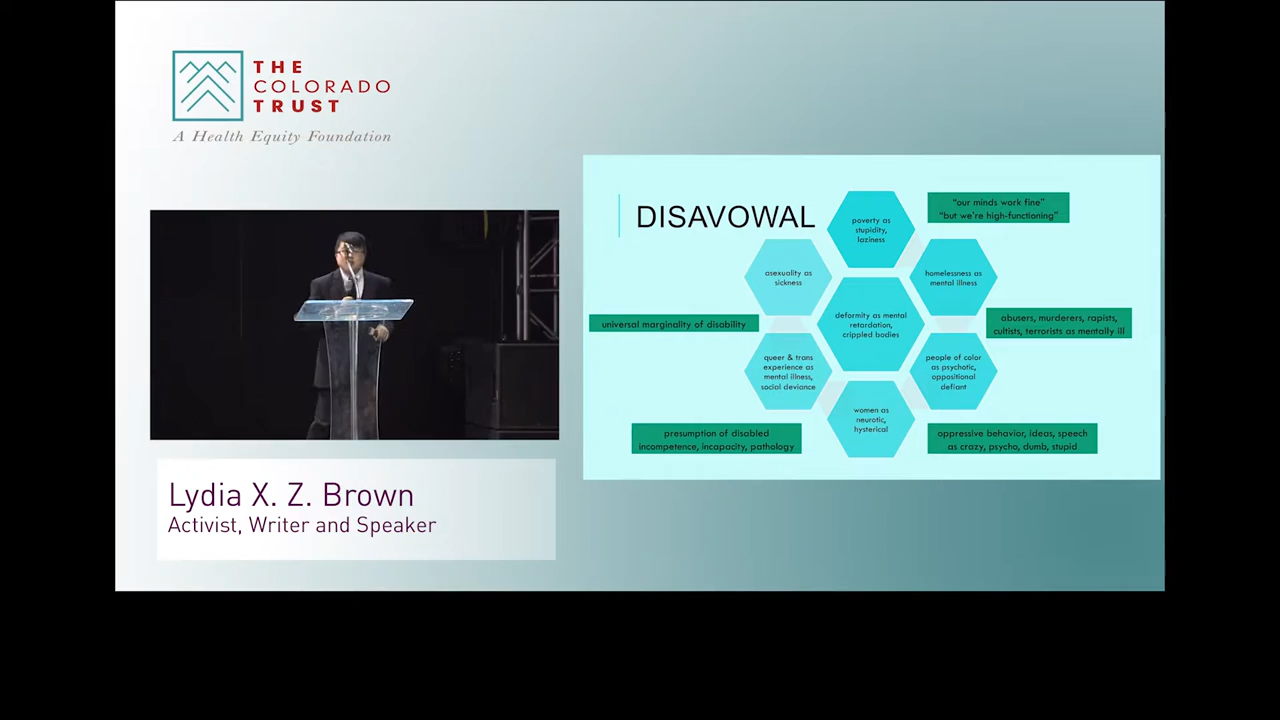 THE
COLORADO
TRUST
A Health Equity Foundation
DISAVOWAL
poverty as
stupidity,
laziness
"our minds work fine"
"but we're high-functioning"
asexuality as
sickness
homelessness as
mental illness
universal marginality of disability
deformity as mental
retardation,
crippled bodies
abusers, murderers, rapists,
cultists, terrorists as mentally ill
queer & trans
experience as
mental illness,
social deviance
people of color
as psychotic,
oppositional
defiant
women as
neurotic,
hysterical
presumption of disabled
incompetence, incapacity, pathology
oppressive behavior, ideas, speech
as crazy, psycho, dumb, stupid
Lydia X. Z. Brown
Activist, Writer and Speaker